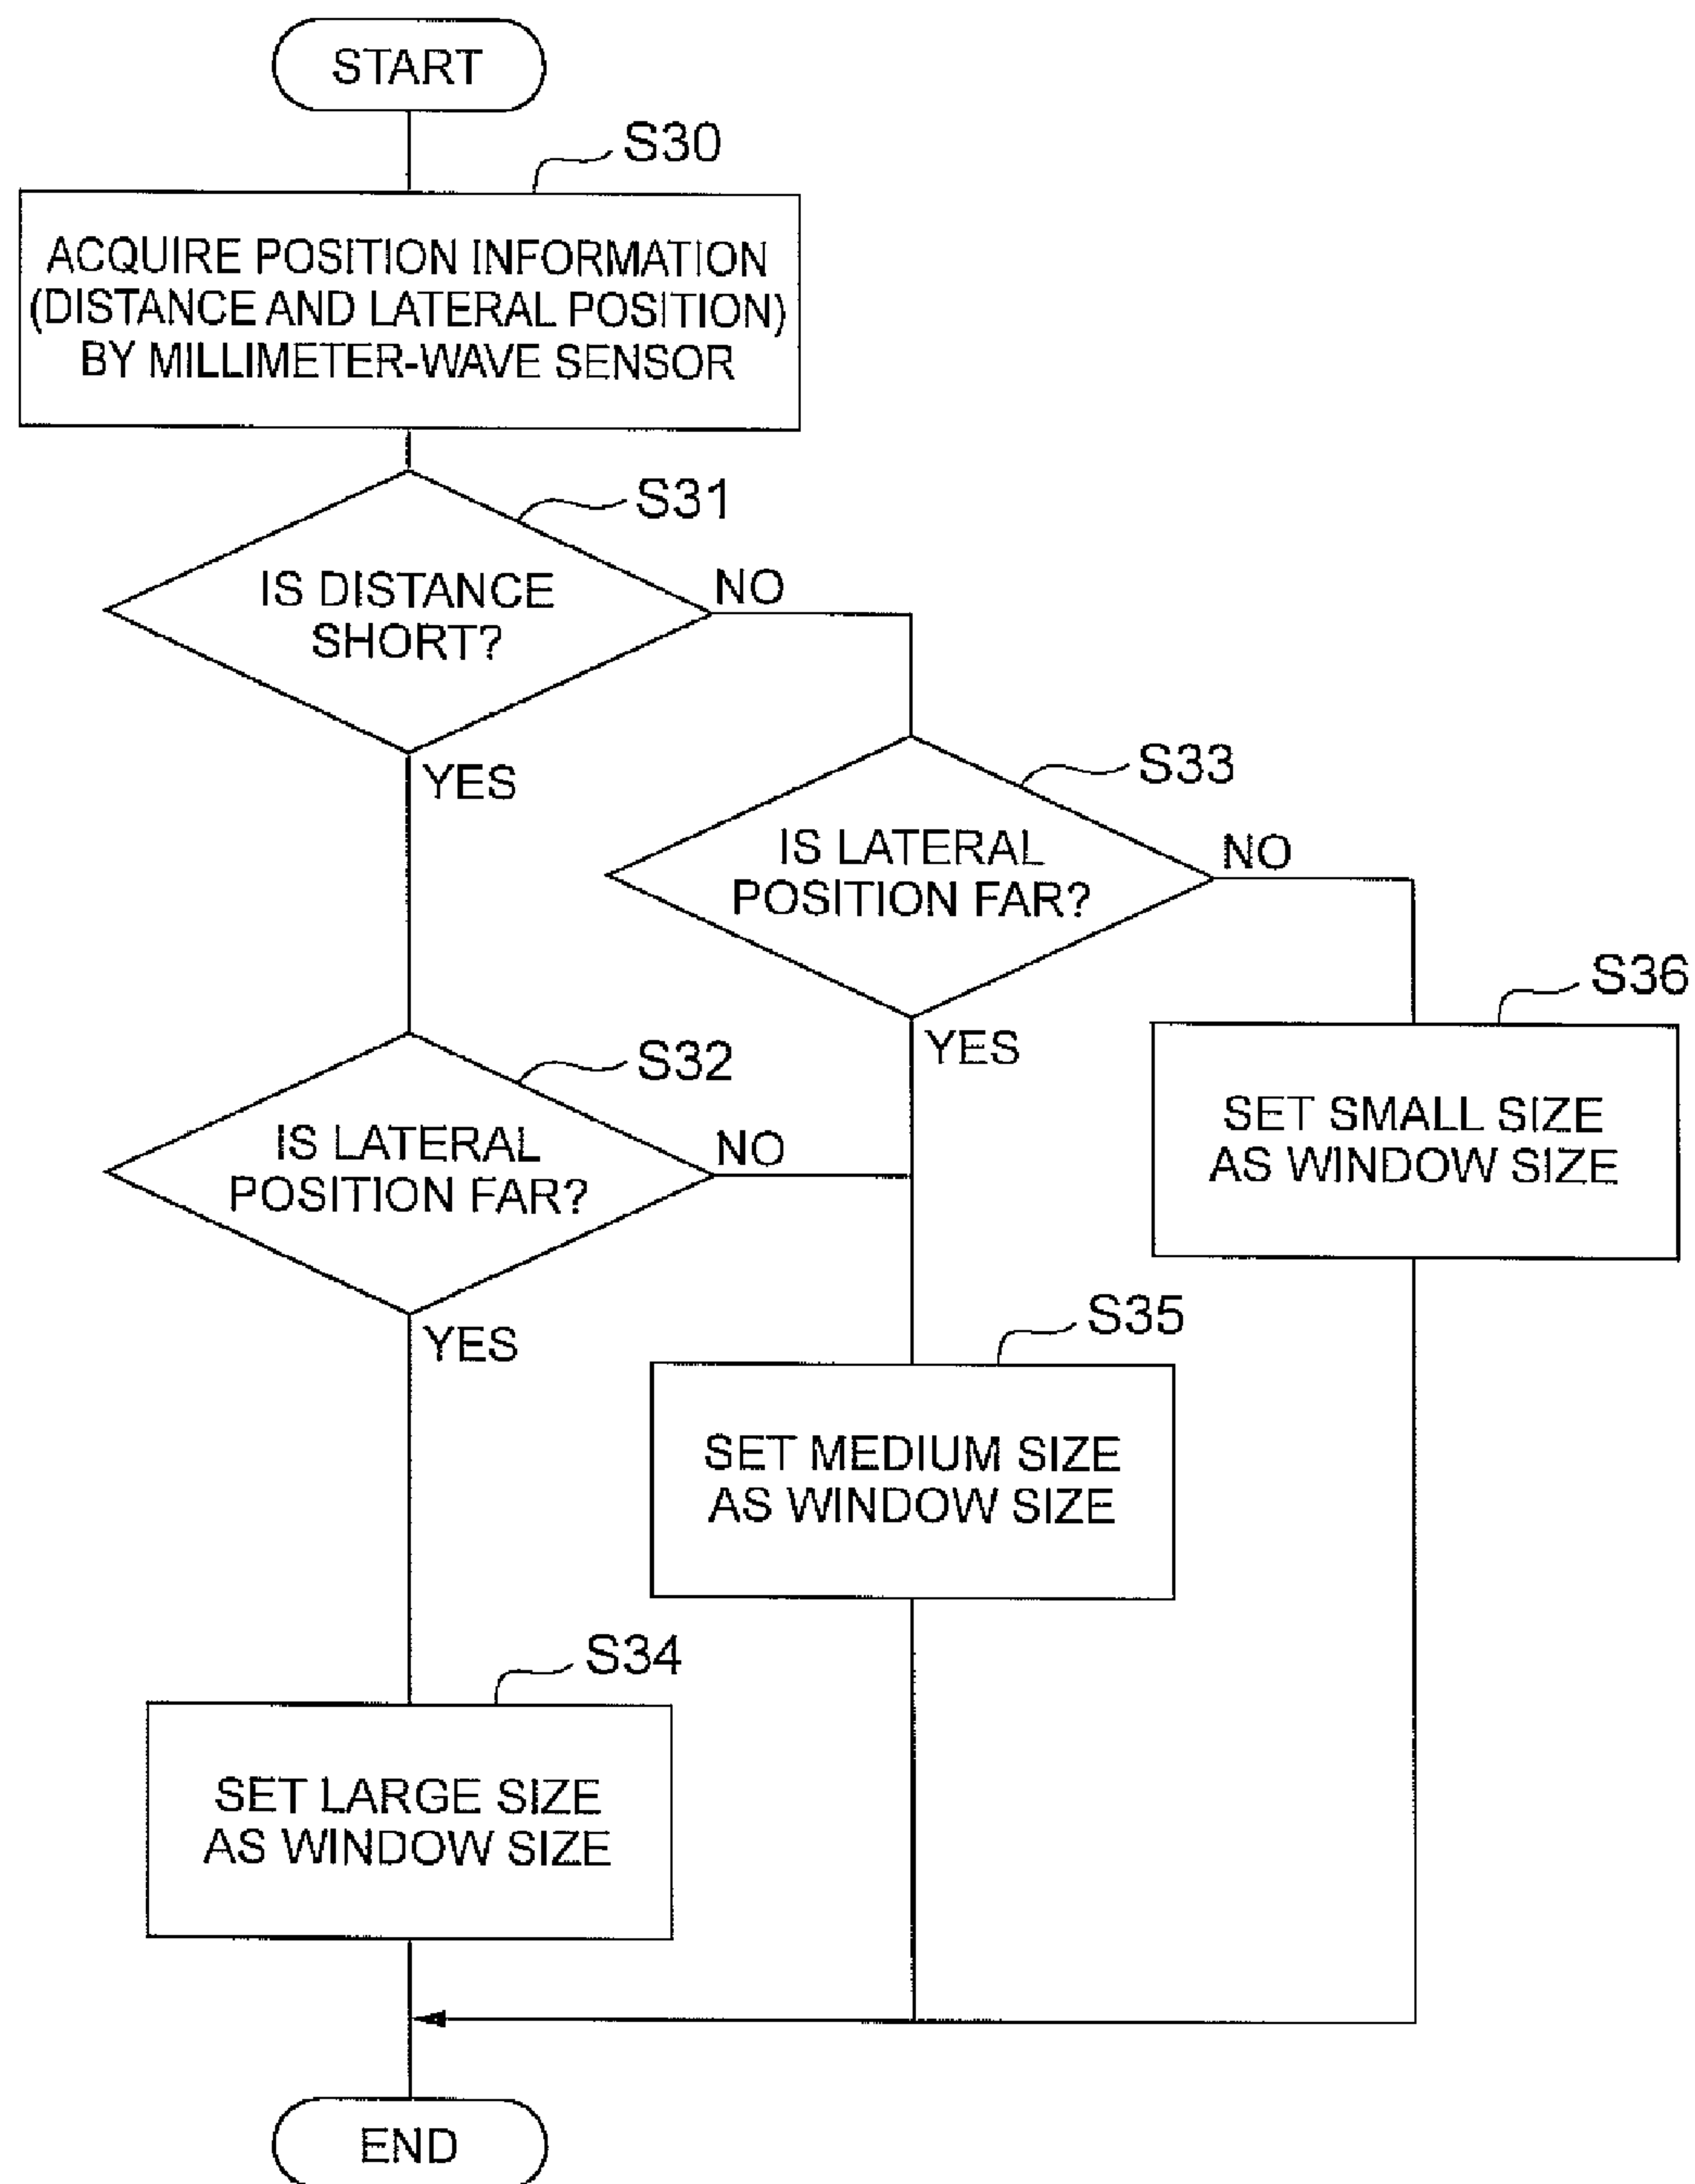 START
S30
ACQUIRE POSITION INFORMATION
(DISTANCE AND LATERAL POSITION)
BY MILLIMETER-WAVE SENSOR
S31
IS DISTANCE
SHORT?
NO
YES
S33
IS LATERAL
POSITION FAR?
NO
YES
S36
SET SMALL SIZE
AS WINDOW SIZE
S32
IS LATERAL
POSITION FAR?
NO
YES
S35
SET MEDIUM SIZE
AS WINDOW SIZE
S34
SET LARGE SIZE
AS WINDOW SIZE
END